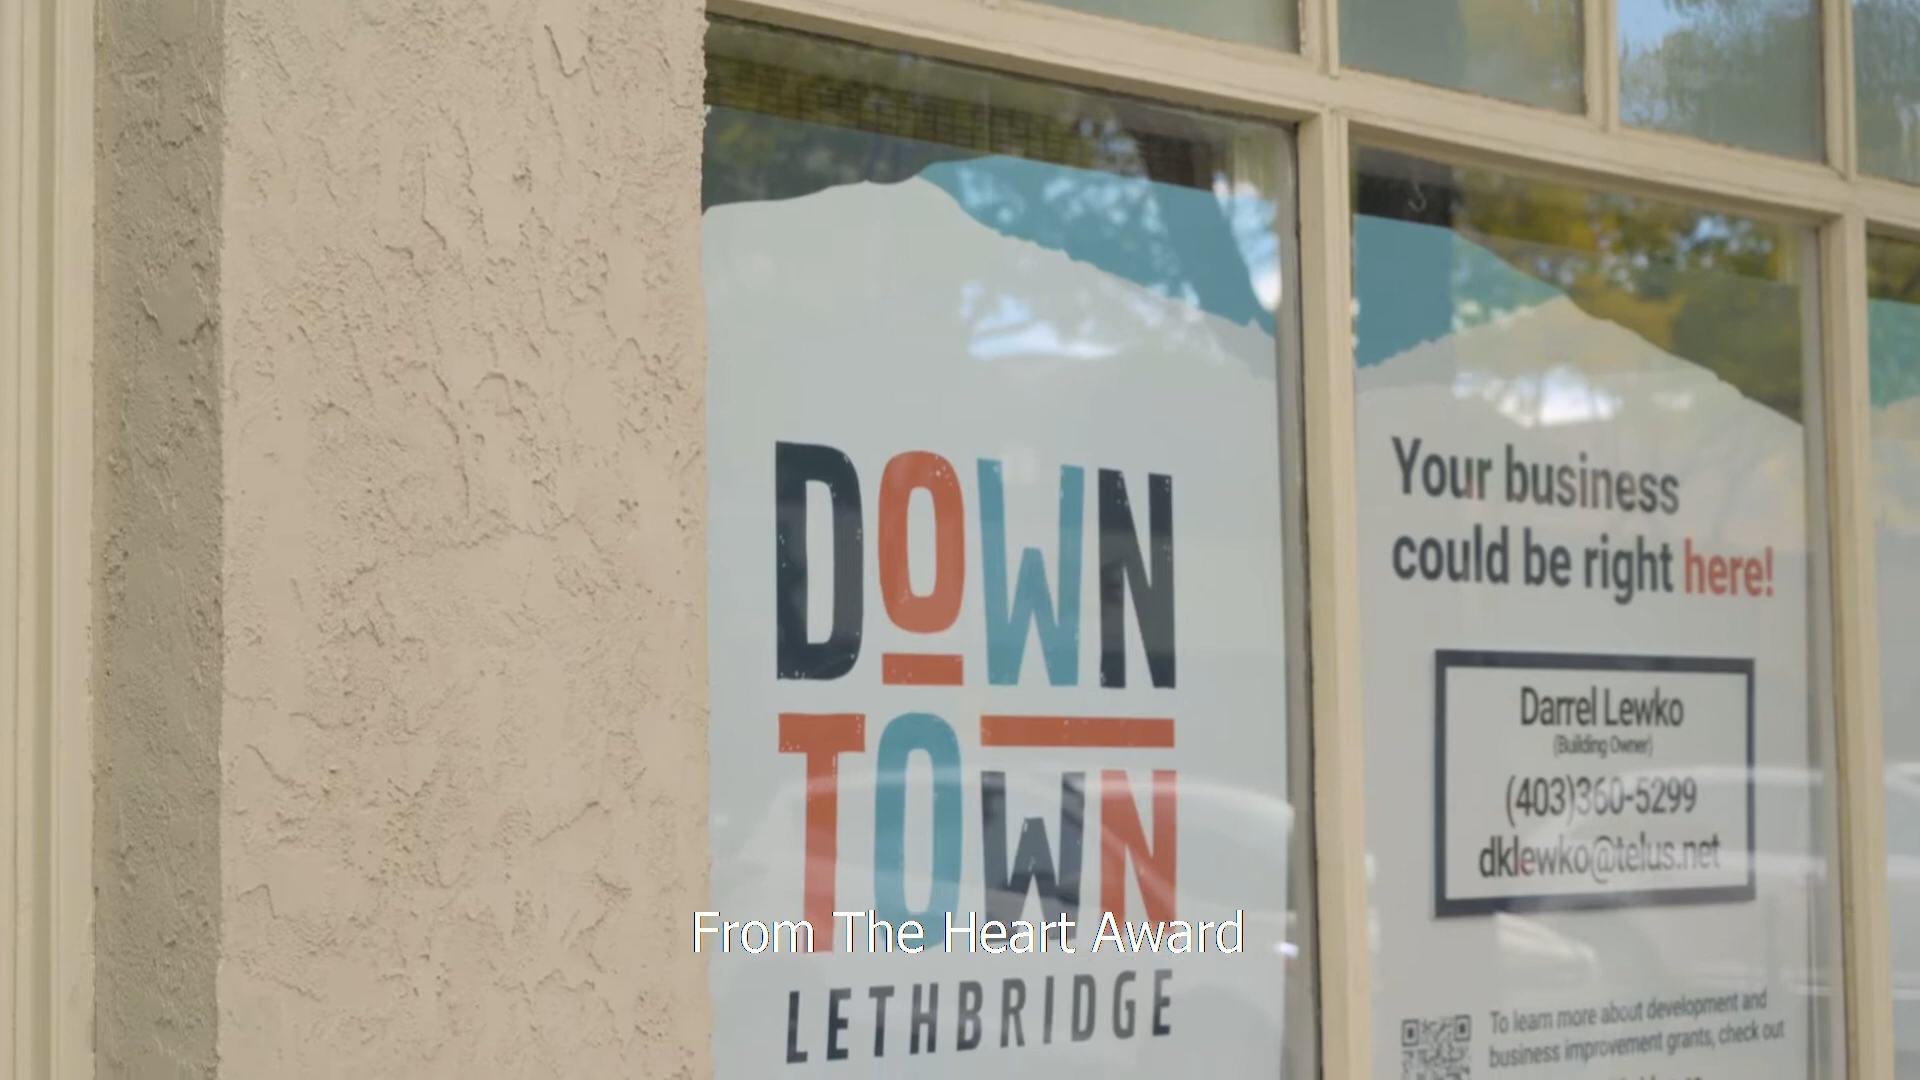 DOWN
TOWN
LETHBRIDGE
Your business
could be right here!
Darrel Lewko
(Building Owner)
(403)360-5299
dklewko@telus.net
To learn more about development and
business improvement grants, check out
From The Heart Award